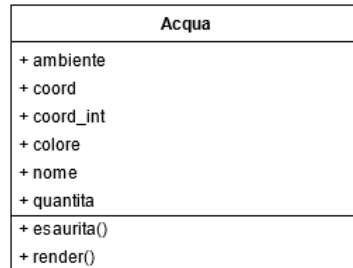 Acqua
+ ambiente
+ coord
+ coord_int
+ colore
+ nome
+ quantita
+ esaurita()
+ render()